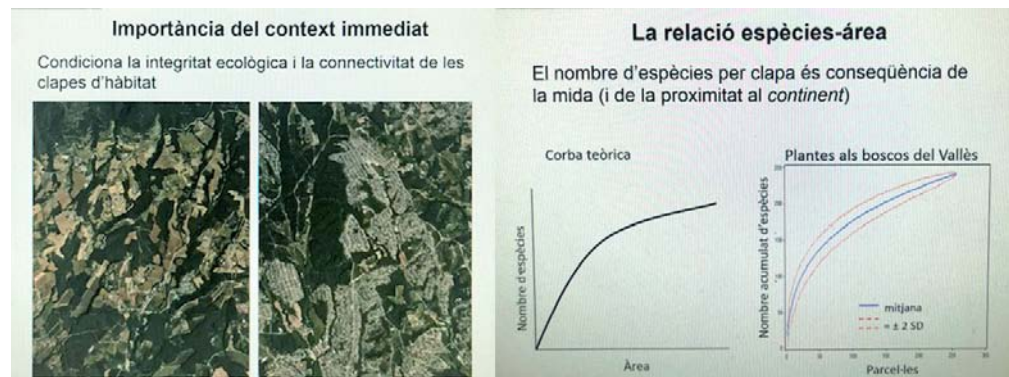 Importància del context immediat
Condiciona la integritat ecològica i la connectivitat de les
clapes d'hàbitat
La relació espècies-área
El nombre d'espècies per clapa és conseqüència de
la mida (i de la proximitat al continent)
Corba teòrica
Nombre d'espècies
Àrea
Plantes als boscos del Vallès
Nombre acumulat d'espècies
mitjana
= ± 2 SD
Parcel·les